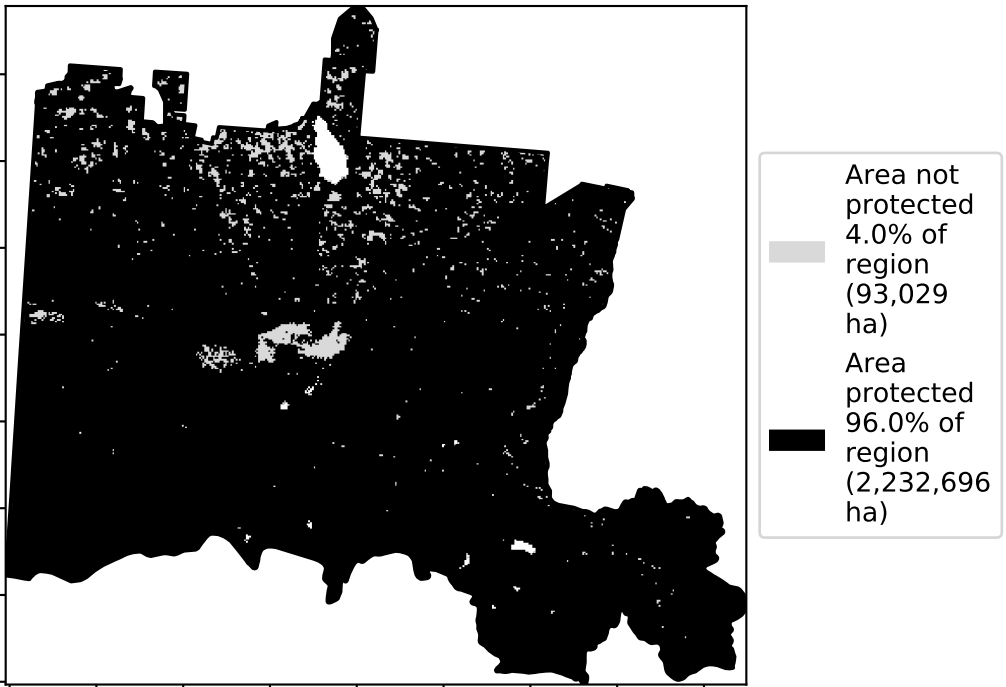 Area not
protected
4.0% of
region
(93,029
ha)
Area
protected
96.0% of
region
(2,232,696
ha)